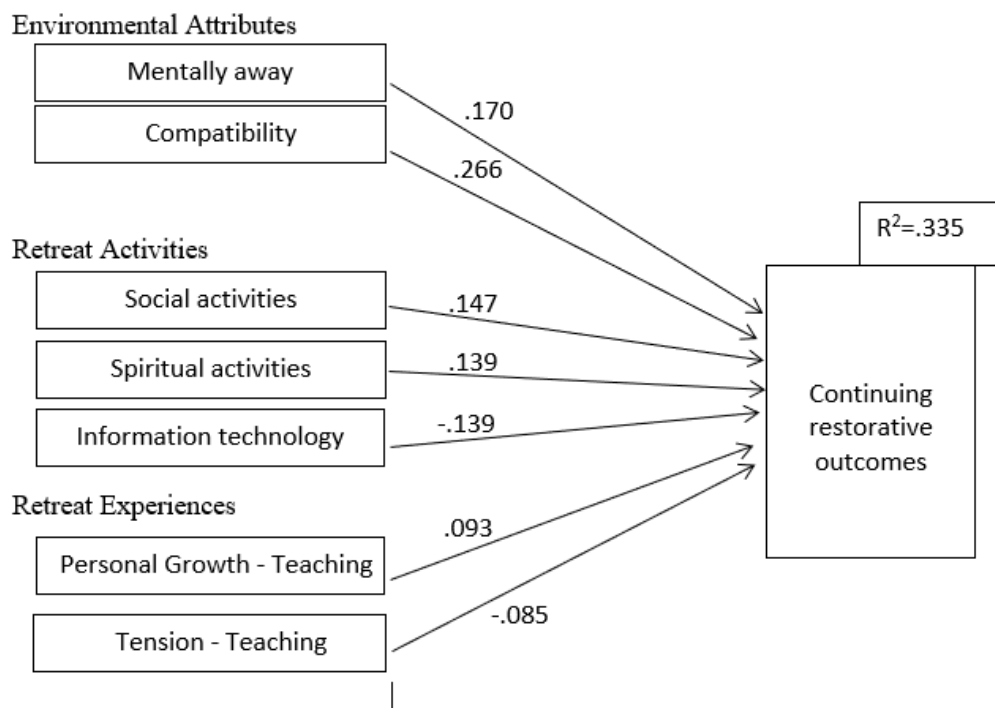 Environmental Attributes
Mentally away
.170
Compatibility
.266
R²=.335
Retreat Activities
Social activities
.147
Spiritual activities
.139
Information technology
-.139
Continuing
restorative
outcomes
Retreat Experiences
.093
Personal Growth - Teaching
-.085
Tension - Teaching